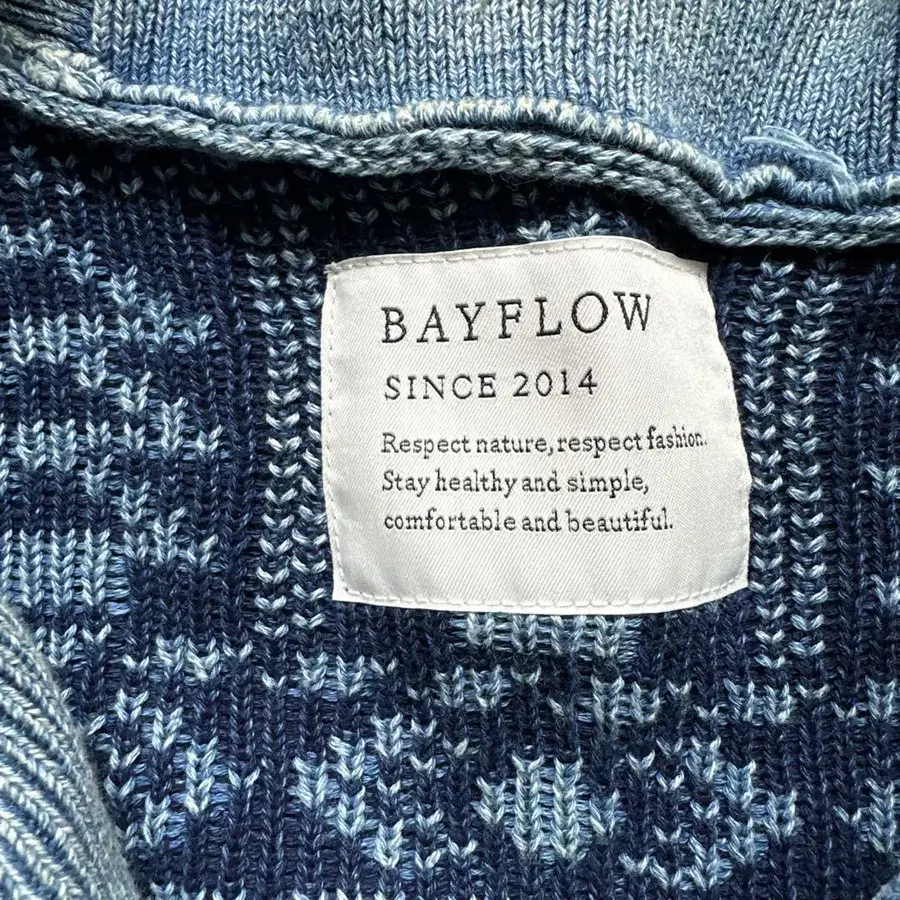 BAYFLOW
SINCE 2014
Respect nature, respect fashion.
Stay healthy and simple,
comfortable and beautiful.